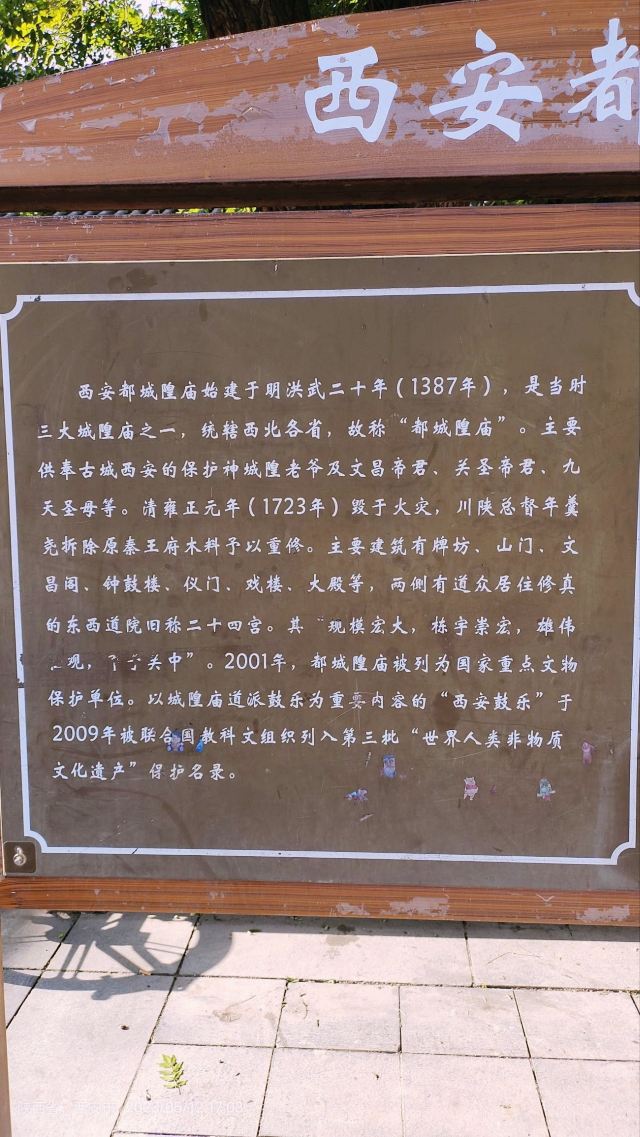 西安都
西安都城隍庙始建于明洪武二十年（1387年），是当时
三大城隍庙之一，统辖西北各省，故称“都城隍庙”。主要
供奉古城西安的保护神城隍老爷及文昌帝君、关圣帝君、九
天圣母等。清雍正元年（1723年）毁于大灾，川陕总督年羹
尧拆除原秦王府木料予以重修。主要建筑有牌坊、山门、文
昌阁、钟鼓楼、仪门、戏楼、大殿等，两侧有道众居住修真
的东西道院旧称二十四宫。其“规模宏大，栋宇崇宏，雄伟
观，于关中”。2001年，都城隍庙被列为国家重点文物
保护单位。以城隍庙道派鼓乐为重要内容的“西安鼓乐”于
2009年被联合国教科文组织列入第三批“世界人类非物质
文化遗产”保护名录。